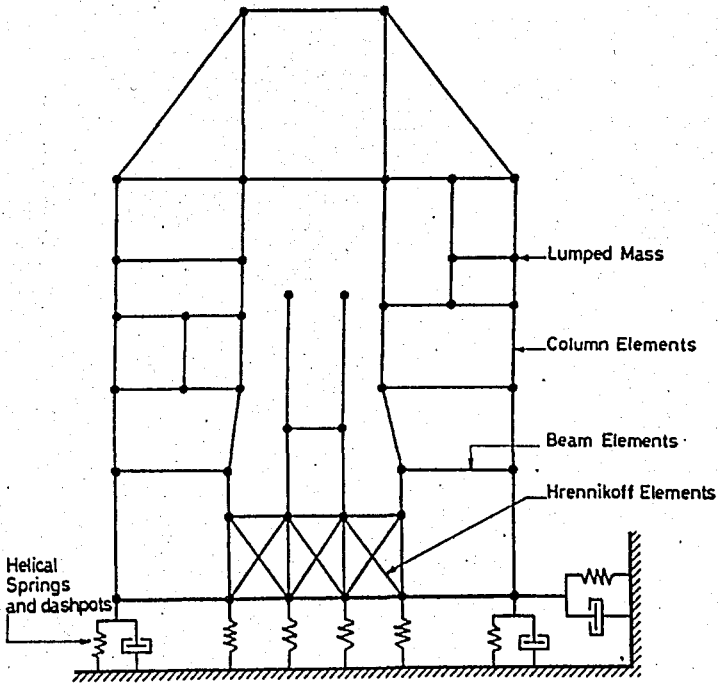 Lumped Mass
Column Elements
Beam Elements
Hrennikoff Elements
Helical
Springs
and dashpots